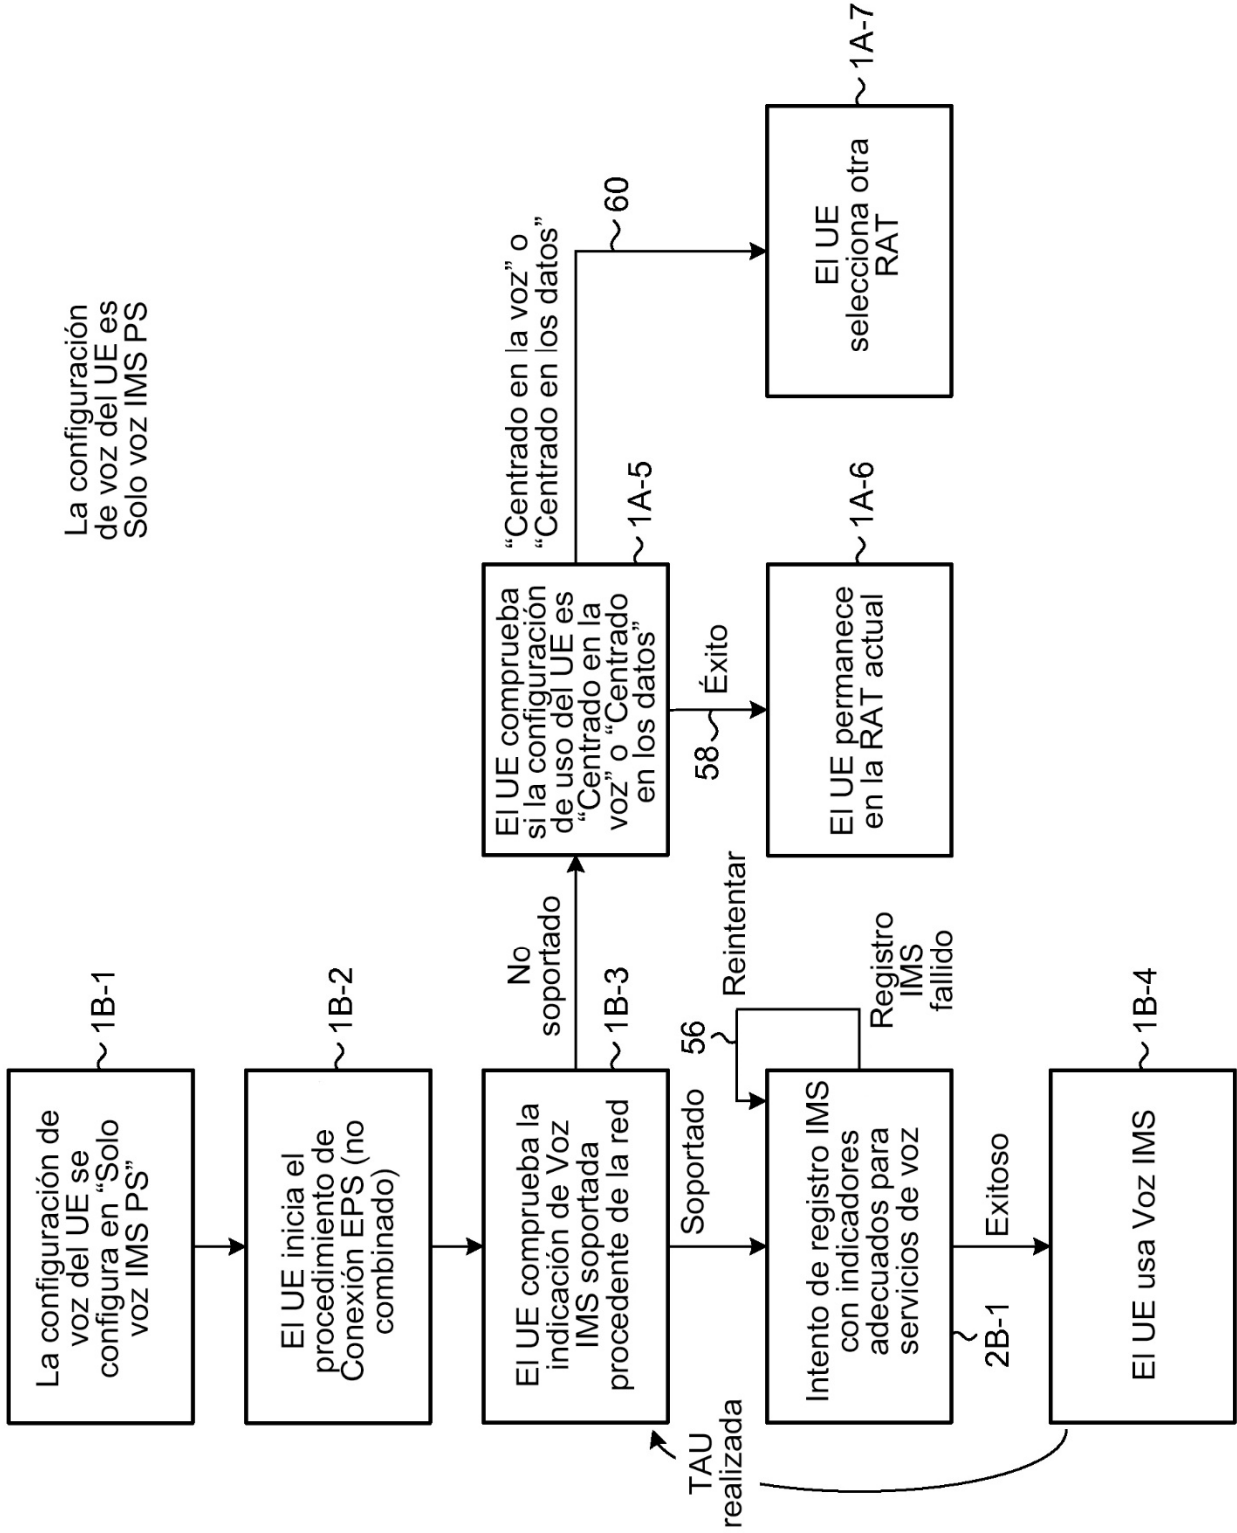 La configuración
de voz del UE es
Solo voz IMS PS
La configuración de
voz del UE se
configura en “Solo
voz IMS PS”
1B-1
El UE inicia el
procedimiento de
Conexión EPS (no
combinado)
1B-2
El UE comprueba la
indicación de Voz
IMS soportada
procedente de la red
1B-3
No
soportado
El UE comprueba
si la configuración
de uso del UE es
“Centrado en la
voz” o “Centrado
en los datos”
1A-5
“Centrado en la voz” o
“Centrado en los datos”
60
Soportado
58
Éxito
TAU
realizada
Intento de registro IMS
con indicadores
adecuados para
servicios de voz
2B-1
56
Reintentar
Registro
IMS
fallido
El UE permanece
en la RAT actual
1A-6
El UE
selecciona otra
RAT
1A-7
Exitoso
El UE usa Voz IMS
1B-4